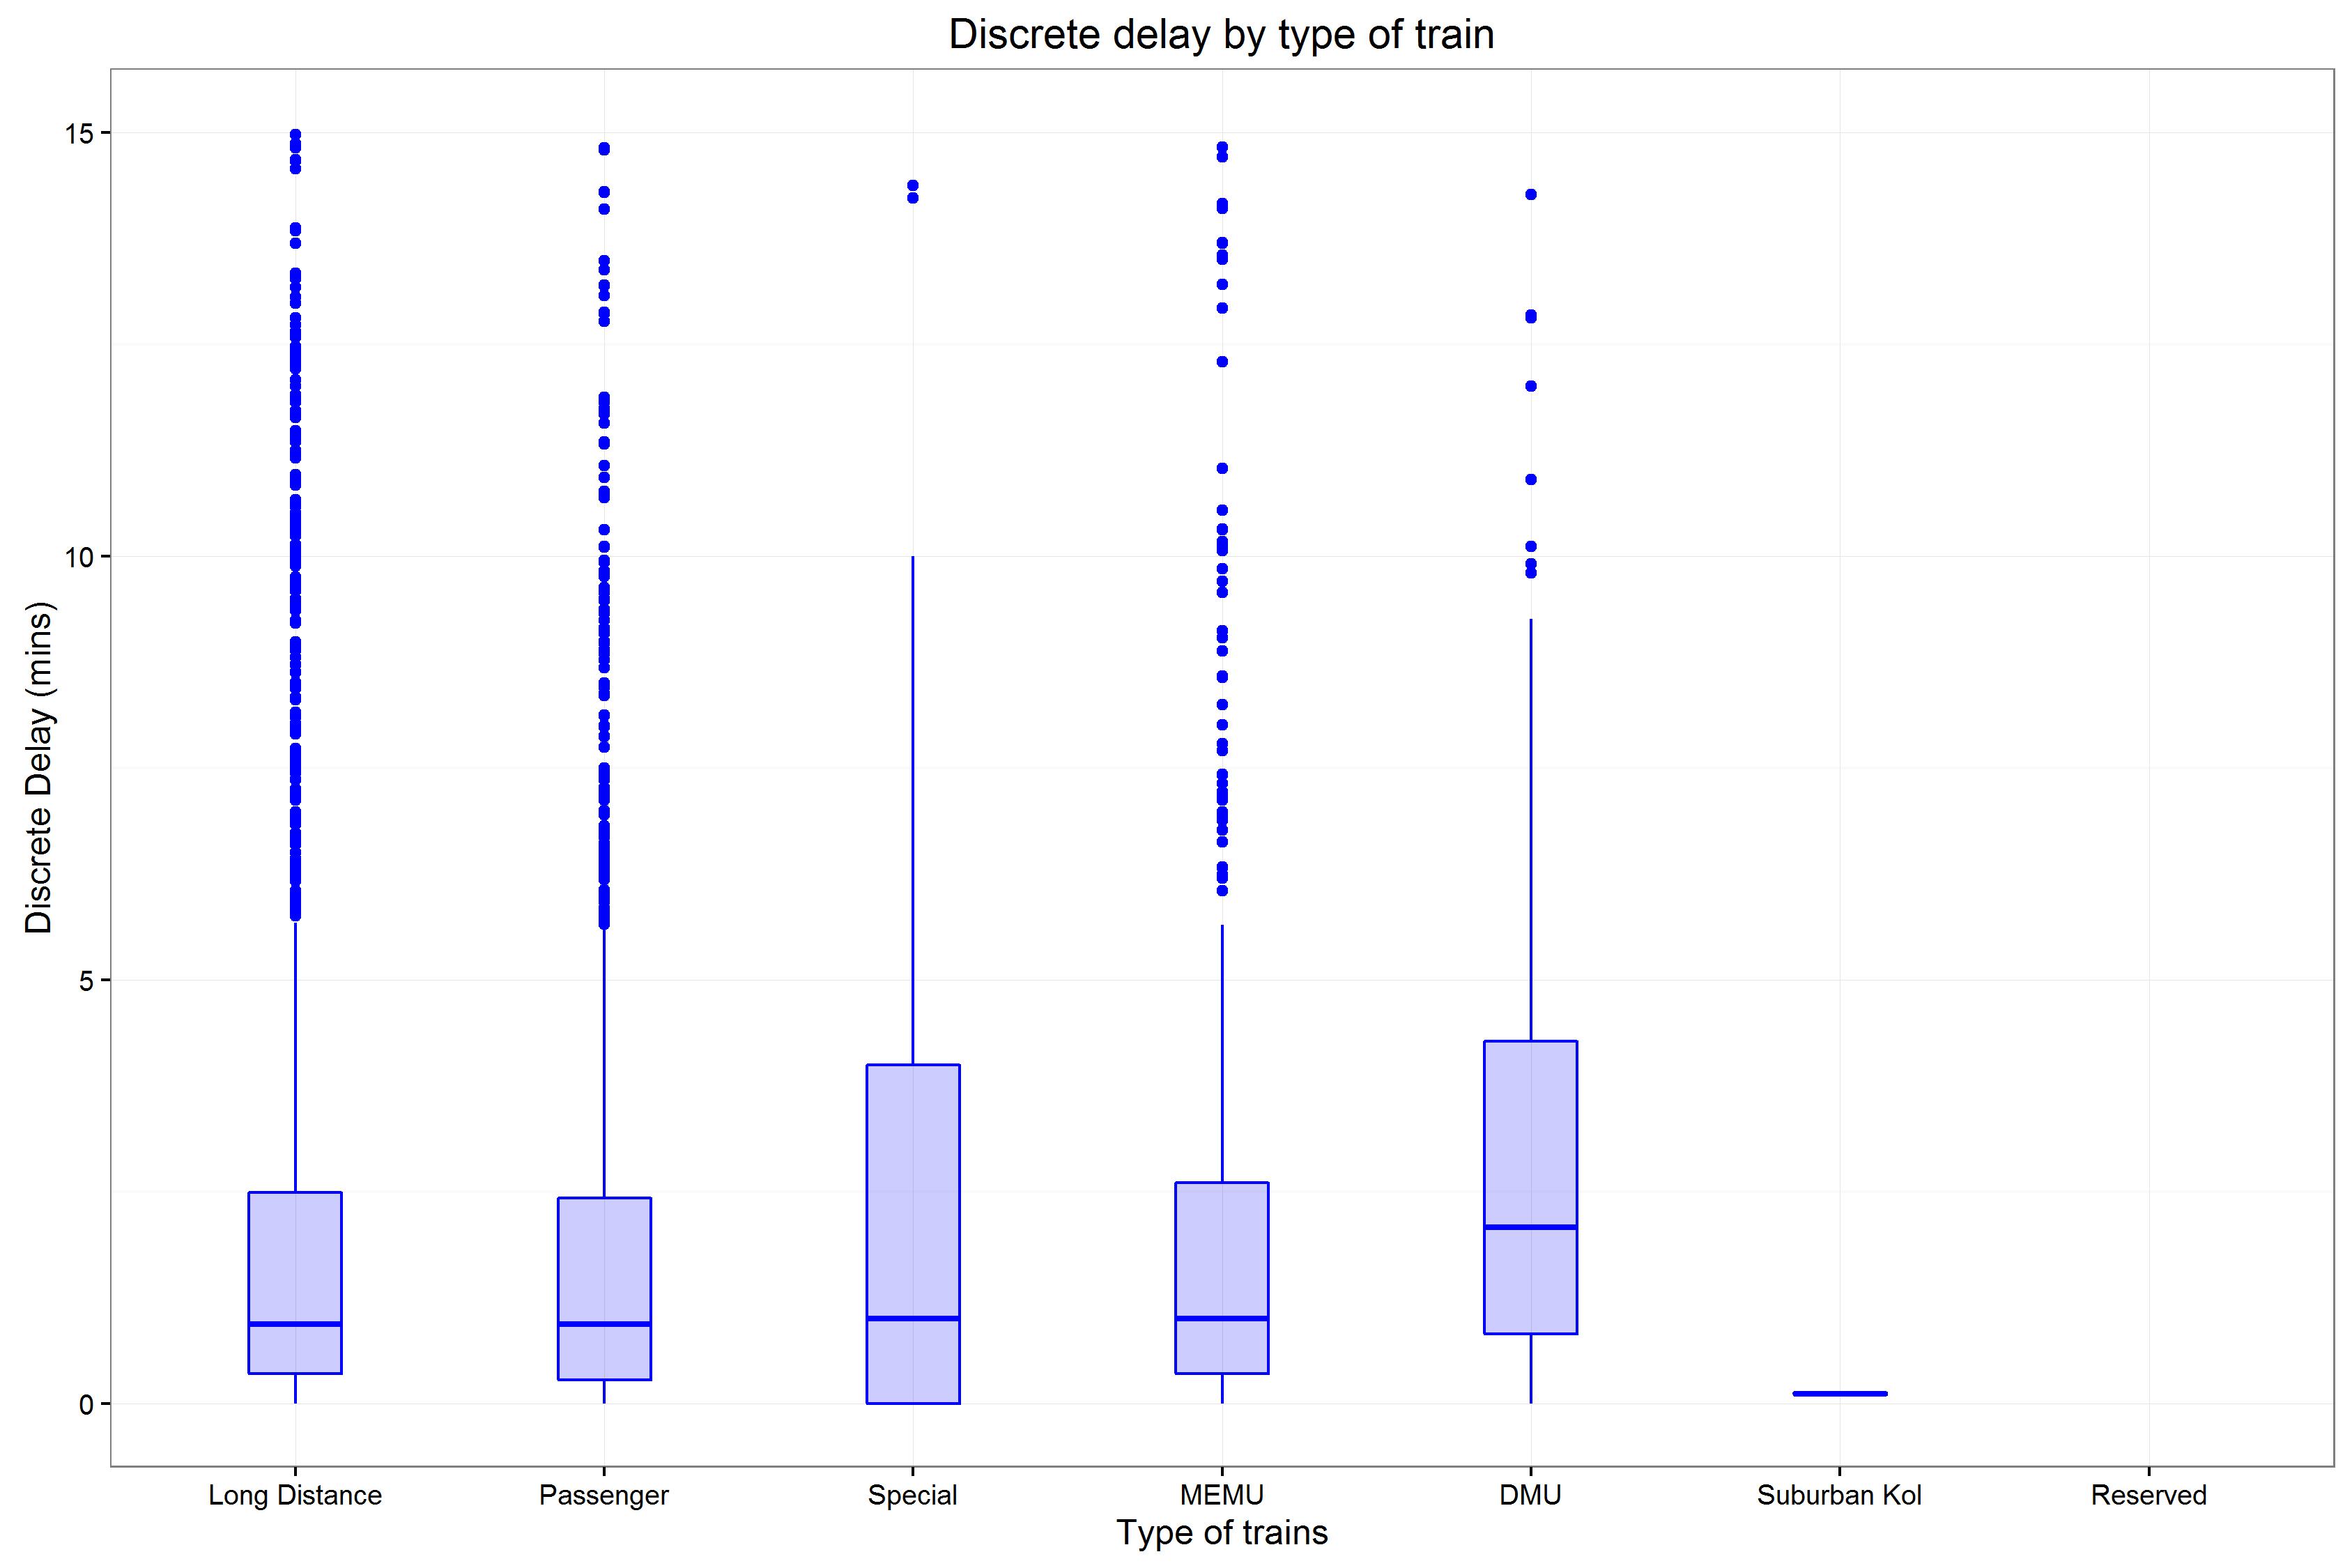 Discrete delay by type of train
Discrete Delay (mins)
15
10
5
0
Long Distance Passenger Special MEMU DMU Suburban Kol Reserved
Type of trains